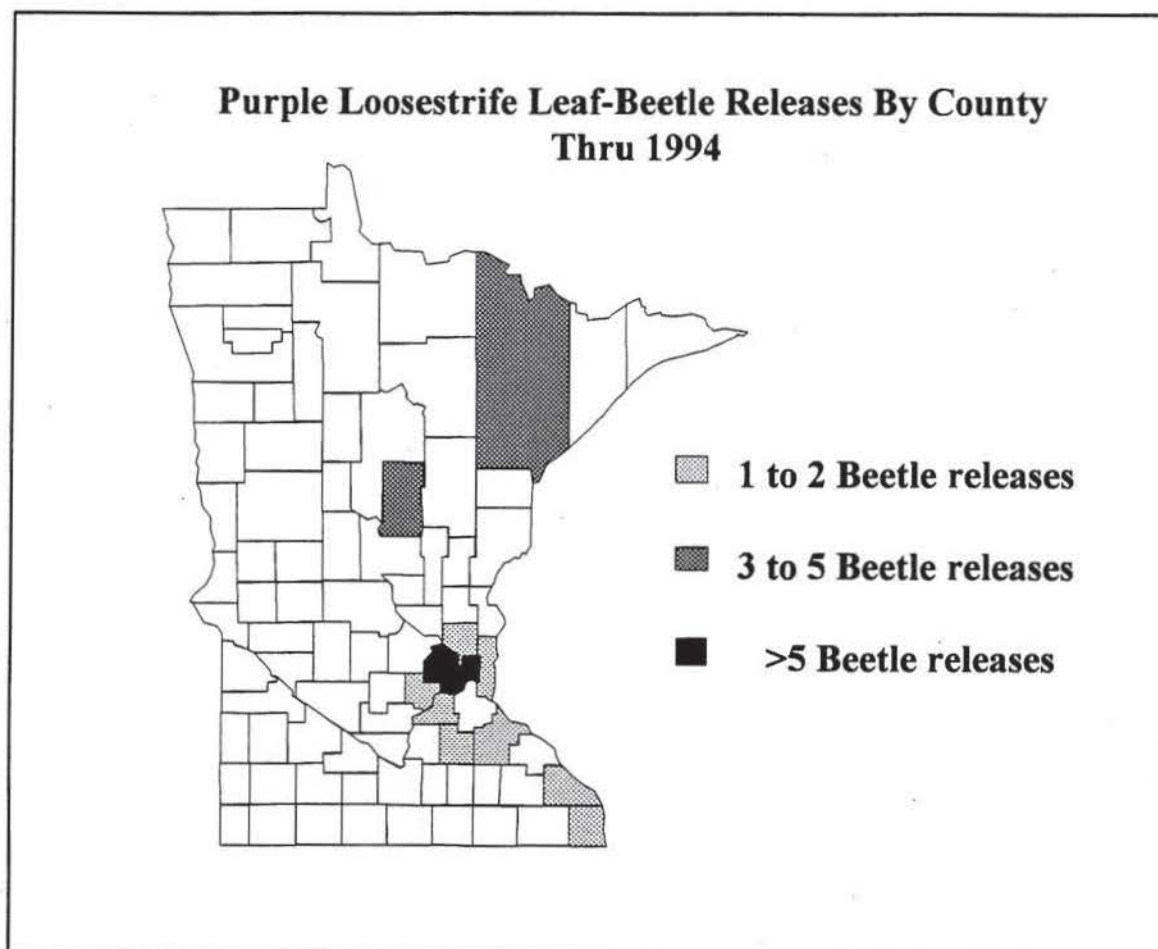 Purple Loosestrife Leaf-Beetle Releases By County
Thru 1994
1 to 2 Beetle releases
3 to 5 Beetle releases
>5 Beetle releases